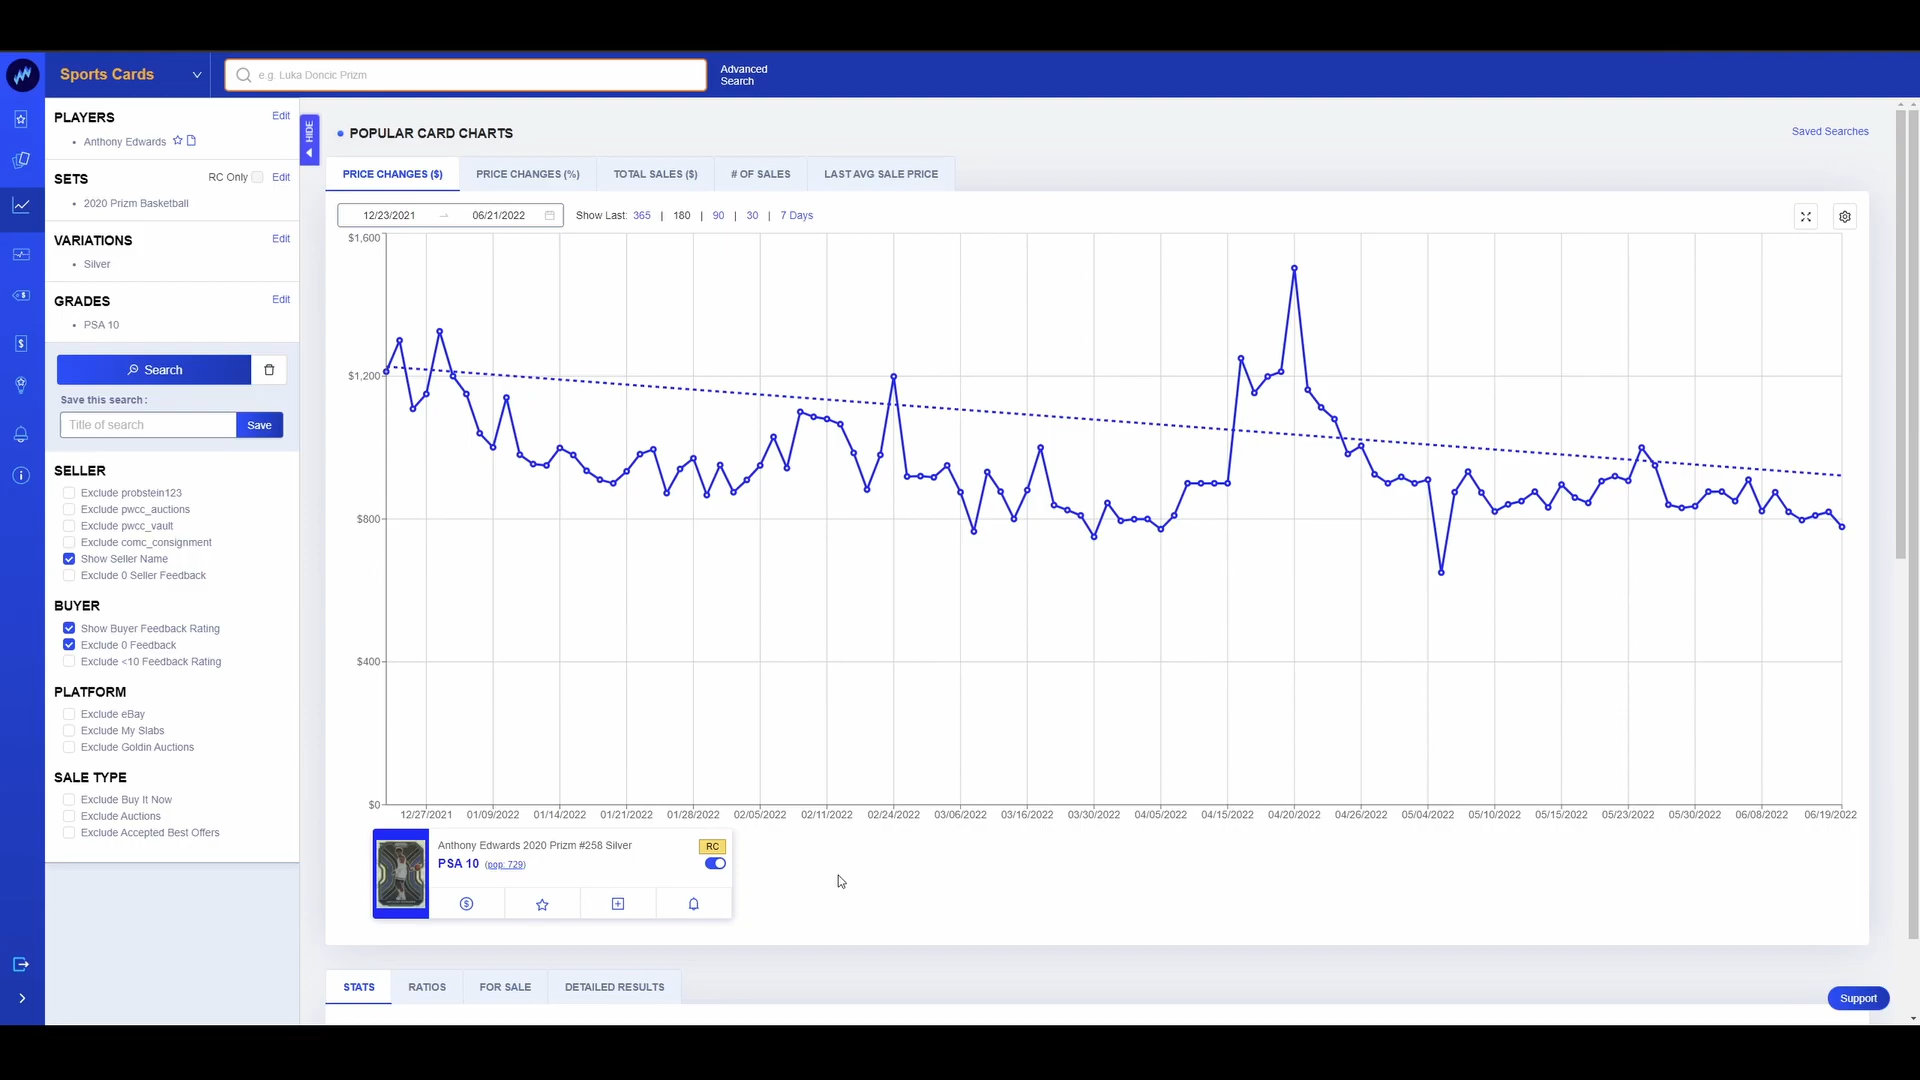 Sports Cards
e.g. Luka Doncic Prizm
Advanced
Search
PLAYERS
Edit
Anthony Edwards
SETS
RC Only
Edit
2020 Prizm Basketball
VARIATIONS
Edit
Silver
GRADES
Edit
PSA 10
Search
Save this search:
Title of search
Save
SELLER
Exclude probstein123
Exclude pwcc_auctions
Exclude pwcc_vault
Exclude comc_consignment
Show Seller Name
Exclude 0 Seller Feedback
BUYER
Show Buyer Feedback Rating
Exclude 0 Feedback
Exclude <10 Feedback Rating
PLATFORM
Exclude eBay
Exclude My Slabs
Exclude Goldin Auctions
SALE TYPE
Exclude Buy It Now
Exclude Auctions
Exclude Accepted Best Offers
HIDE
POPULAR CARD CHARTS
Saved Searches
PRICE CHANGES ($)
PRICE CHANGES (%)
TOTAL SALES ($)
# OF SALES
LAST AVG SALE PRICE
12/23/2021
06/21/2022
Show Last: 365 | 180 | 90 | 30 | 7 Days
$1,600
$1,200
$800
$400
$0
12/27/2021 01/09/2022 01/14/2022 01/21/2022 01/28/2022 02/05/2022 02/11/2022 02/24/2022 03/06/2022 03/16/2022 03/30/2022 04/05/2022 04/15/2022 04/20/2022 04/26/2022 05/04/2022 05/10/2022 05/15/2022 05/23/2022 05/30/2022 06/08/2022 06/19/2022
Anthony Edwards 2020 Prizm #258 Silver
RC
PSA 10 (pop: 729)
STATS
RATIOS
FOR SALE
DETAILED RESULTS
Support